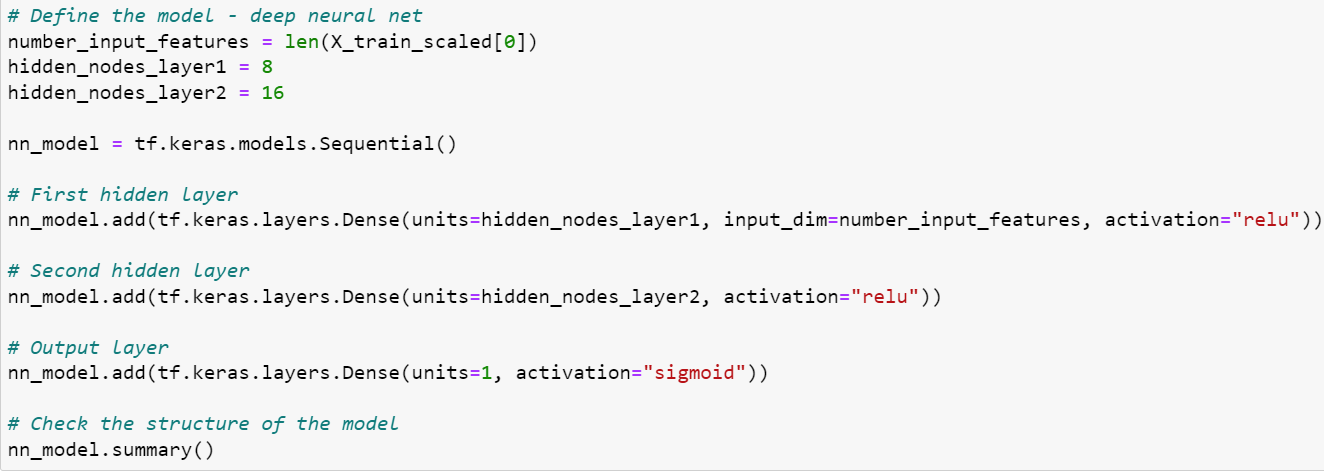 # Define the model - deep neural net
number_input_features = len(X_train_scaled[0])
hidden_nodes_layer1 = 8
hidden_nodes_layer2 = 16
nn_model = tf.keras.models.Sequential()
# First hidden layer
nn_model.add(tf.keras.layers.Dense(units=hidden_nodes_layer1, input_dim=number_input_features, activation="relu"))
# Second hidden layer
nn_model.add(tf.keras.layers.Dense(units=hidden_nodes_layer2, activation="relu"))
# Output layer
nn_model.add(tf.keras.layers.Dense(units=1, activation="sigmoid"))
# Check the structure of the model
nn_model.summary()